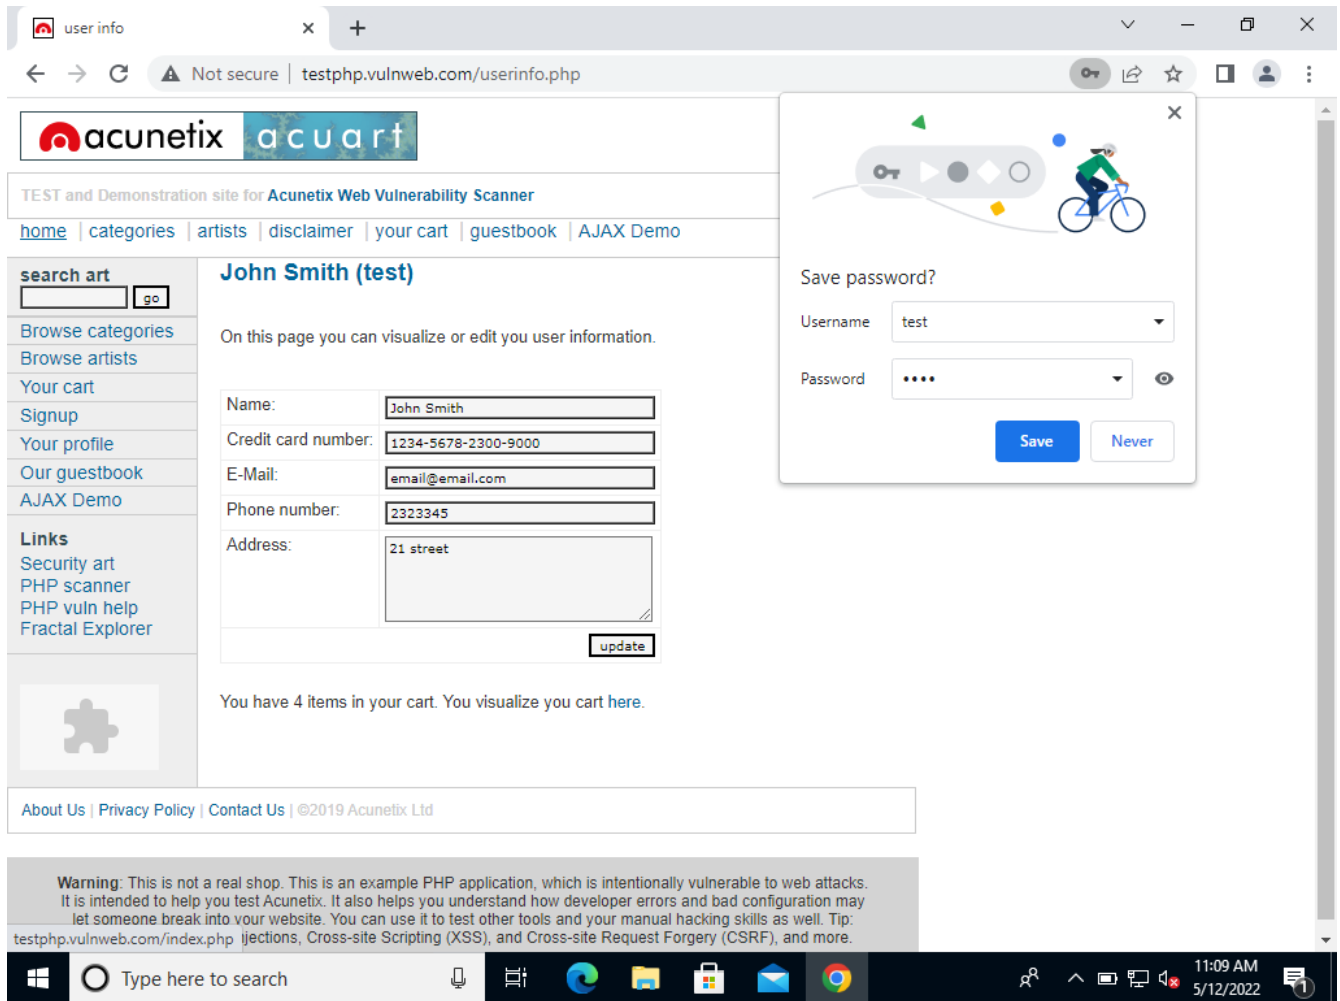 user info
Not secure
testphp.vulnweb.com/userinfo.php
acunetix acuart
TEST and Demonstration site for Acunetix Web Vulnerability Scanner
home | categories | artists | disclaimer | your cart | guestbook | AJAX Demo
search art
go
Browse categories
Browse artists
Your cart
Signup
Your profile
Our guestbook
AJAX Demo
Links
Security art
PHP scanner
PHP vuln help
Fractal Explorer
John Smith (test)
On this page you can visualize or edit you user information.
Name: John Smith
Credit card number: 1234-5678-2300-9000
E-Mail: email@email.com
Phone number: 2323345
Address: 21 street
update
You have 4 items in your cart. You visualize you cart here.
Save password?
Username test
Password ••••
Save Never
About Us | Privacy Policy | Contact Us | ©2019 Acunetix Ltd
Warning: This is not a real shop. This is an example PHP application, which is intentionally vulnerable to web attacks.
It is intended to help you test Acunetix. It also helps you understand how developer errors and bad configuration may
let someone break into your website. You can use it to test other tools and your manual hacking skills as well. Tip:
testphp.vulnweb.com/index.php
jections, Cross-site Scripting (XSS), and Cross-site Request Forgery (CSRF), and more.
Type here to search
11:09 AM
5/12/2022
1